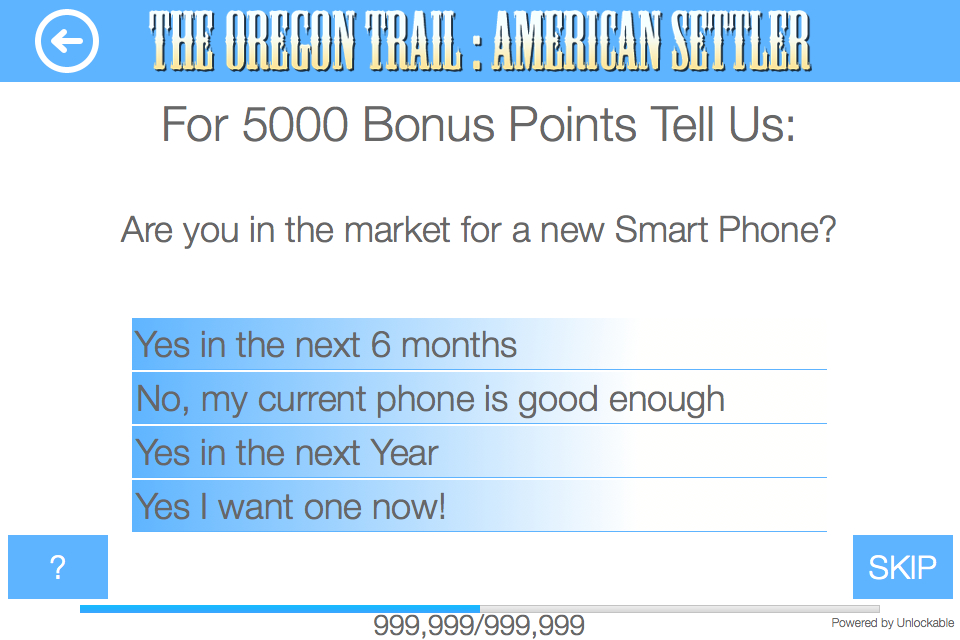 THE OREGON TRAIL : AMERICAN SETTLER
For 5000 Bonus Points Tell Us:
Are you in the market for a new Smart Phone?
Yes in the next 6 months
No, my current phone is good enough
Yes in the next Year
Yes I want one now!
?
SKIP
999,999/999,999
Powered by Unlockable